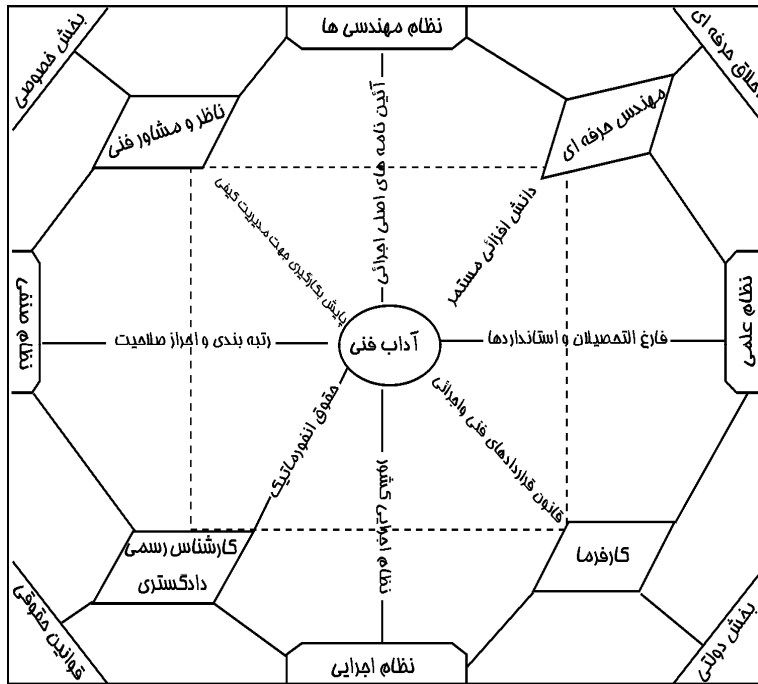 نظام مهندسی ها
اخلاق حرفه ای
بخش خصوصی
مهندس حرفه ای
ناظر و مشاور فنی
آئین نامه های اصلی اجرائی
دانش افزائی مستمر
پایش بکارگیری جهت مدیریت کیفی
نظام علمی
فارغ التحصیلان و استانداردها
آداب فنی
رتبه بندی و احراز صلاحیت
نظام صنفی
قانون قراردادهای فنی واجرائی
نظام اجرایی کشور
حقوق انفورماتیک
کارفرما
کارشناس رسمی
دادگستری
بخش دولتی
نظام اجرایی
قوانین حقوقی